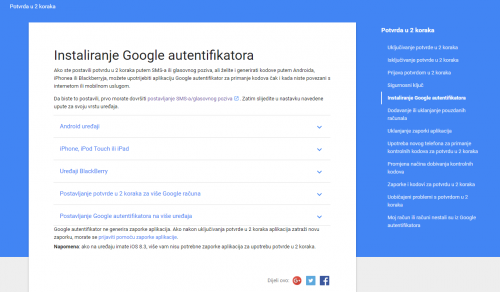 Potvrda u 2 koraka
Instaliranje Google autentifikatora
Ako ste postavili potvrdu u 2 koraka putem SMS-a ili glasovnog poziva, ali želite i generirati kodove putem Androida,
iPhonea ili Blackberryja, možete upotrijebiti aplikaciju Google autentifikator za primanje kodova čak i kada niste povezani s
internetom ili mobilnom uslugom.
Da biste to postavili, prvo morate dovršiti postavljanje SMS-a/glasovnog poziva. Zatim slijedite u nastavku navedene
upute za svoju vrstu uređaja.
Android uređaji
iPhone, iPod Touch ili iPad
Uređaji BlackBerry
Postavljanje potvrde u 2 koraka za više Google računa
Postavljanje Google autentifikatora na više uređaja
Google autentifikator ne generira zaporke aplikacije. Ako nakon uključivanja potvrde u 2 koraka aplikacija zatraži novu
zaporku, morate se prijaviti pomoću zaporke aplikacije.
Napomena: ako na uređaju imate iOS 8.3, više vam nisu potrebne zaporke aplikacija za upotrebu potvrde u 2 koraka.
Dijeli ovo:
Potvrda u 2 koraka
Uključivanje potvrde u 2 koraka
Isključivanje potvrde u 2 koraka
Prijava potvrdom u 2 koraka
Sigurnosni ključ
Instaliranje Google autentifikatora
Dodavanje ili uklanjanje pouzdanih
računala
Uklanjanje zaporki aplikacije
Upotreba novog telefona za primanje
kontrolnih kodova za potvrdu u 2 koraka
Promjena načina dobivanja kontrolnih
kodova
Zaporke i kodovi za potvrdu u 2 koraka
Uobičajeni problemi s potvrdom u 2
koraka
Moj račun ili računi nestali su iz Google
autentifikatora